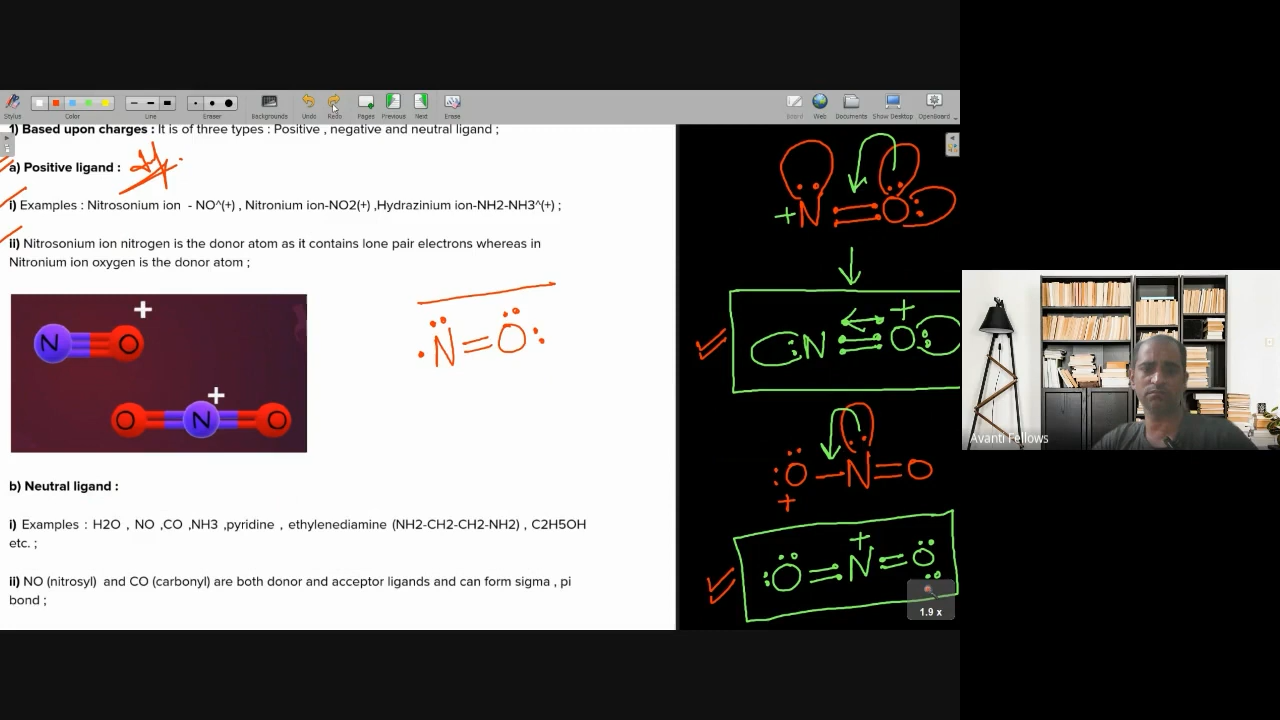 Stylus
Color
Line
Eraser
Backgrounds
Undo
Redo
Pages
Previous
Next
Erase
Board
Web
Documents
Show Desktop
OpenBoard
1) Based upon charges : It is of three types : Positive , negative and neutral ligand ;
a) Positive ligand :
i) Examples : Nitrosonium ion - NO^(+) , Nitronium ion-NO2(+) ,Hydrazinium ion-NH2-NH3^(+) ;
ii) Nitrosonium ion nitrogen is the donor atom as it contains lone pair electrons whereas in
Nitronium ion oxygen is the donor atom ;
N O +
O N O +
N=O
b) Neutral ligand :
i) Examples : H2O , NO ,CO ,NH3 ,pyridine , ethylenediamine (NH2-CH2-CH2-NH2) , C2H5OH
etc. ;
ii) NO (nitrosyl) and CO (carbonyl) are both donor and acceptor ligands and can form sigma , pi
bond ;
+N=O
:N≡O: +
:O-N=O
+
+
:O=N=O
1.9 x
Avanti Fellows